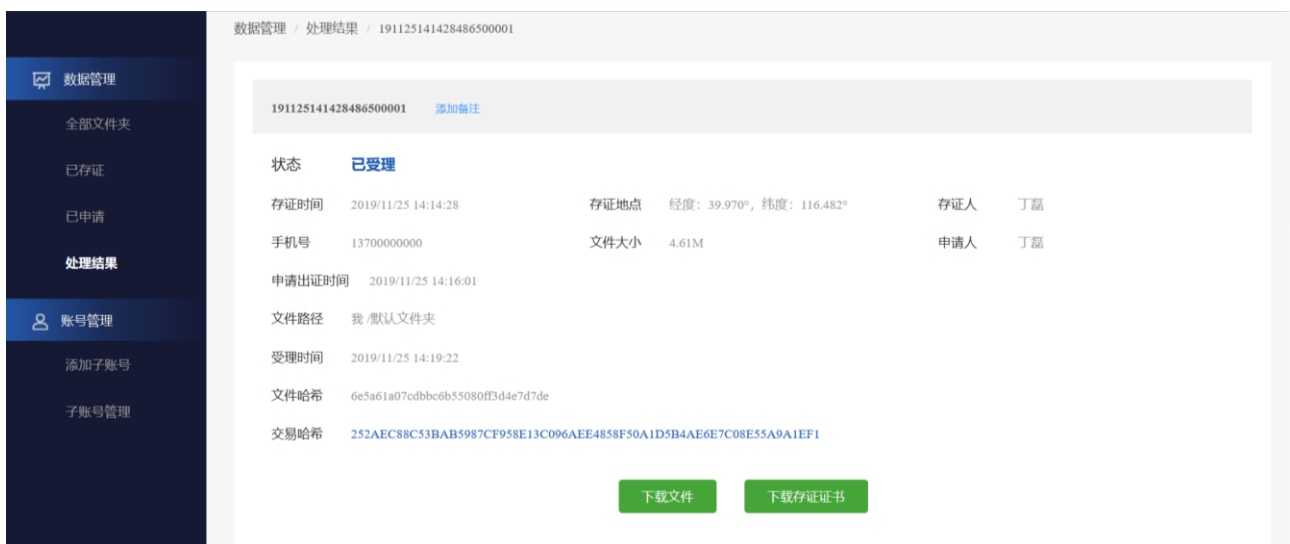 数据管理 / 处理结果 / 191125141428486500001
数据管理
全部文件夹
已存证
已申请
处理结果
账号管理
添加子账号
子账号管理
191125141428486500001 添加备注
状态 已受理
存证时间 2019/11/25 14:14:28 存证地点 经度：39.970°，纬度：116.482° 存证人 丁磊
手机号 13700000000 文件大小 4.61M 申请人 丁磊
申请出证时间 2019/11/25 14:16:01
文件路径 我 /默认文件夹
受理时间 2019/11/25 14:19:22
文件哈希 6e5a61a07cdbbc6b55080ff3d4e7d7de
交易哈希 252AEC88C53BAB5987CF958E13C096AEE4858F50A1D5B4AE6E7C08E55A9A1EF1
下载文件 下载存证证书